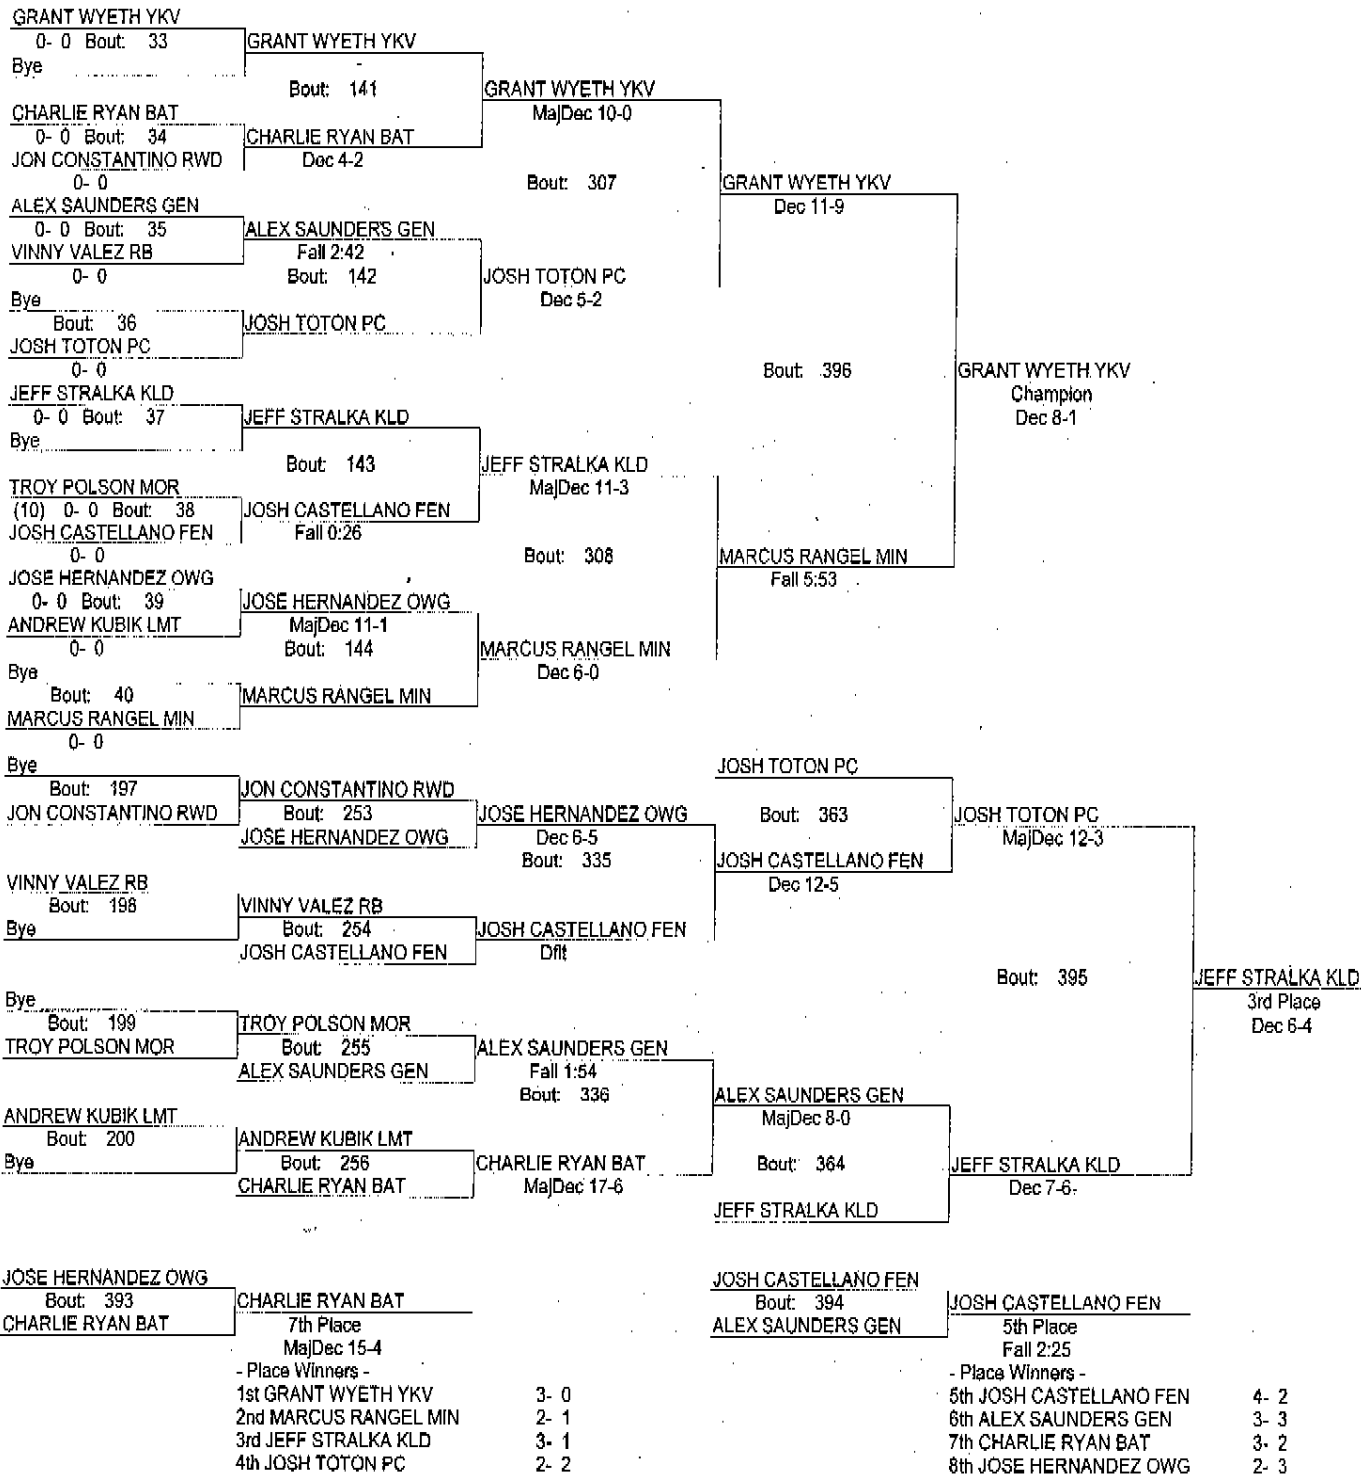 GRANT WYETH YKV
0- 0 Bout: 33
Bye
GRANT WYETH YKV
Bout: 141
CHARLIE RYAN BAT
0- 0 Bout: 34
JON CONSTANTINO RWD
0- 0
CHARLIE RYAN BAT
Dec 4-2
GRANT WYETH YKV
MajDec 10-0
Bout: 307
ALEX SAUNDERS GEN
0- 0 Bout: 35
VINNY VALEZ RB
0- 0
ALEX SAUNDERS GEN
Fall 2:42
Bout: 142
Bye
Bout: 36
JOSH TOTON PC
0- 0
JOSH TOTON PC
JOSH TOTON PC
Dec 5-2
GRANT WYETH YKV
Dec 11-9
Bout: 396
GRANT WYETH YKV
Champion
Dec 8-1
JEFF STRALKA KLD
0- 0 Bout: 37
Bye
JEFF STRALKA KLD
Bout: 143
TROY POLSON MOR
(10) 0- 0 Bout: 38
JOSH CASTELLANO FEN
0- 0
JOSH CASTELLANO FEN
Fall 0:26
JEFF STRALKA KLD
MajDec 11-3
Bout: 308
JOSE HERNANDEZ OWG
0- 0 Bout: 39
ANDREW KUBIK LMT
0- 0
JOSE HERNANDEZ OWG
MajDec 11-1
Bout: 144
Bye
Bout: 40
MARCUS RANGEL MIN
0- 0
MARCUS RANGEL MIN
MARCUS RANGEL MIN
Dec 6-0
MARCUS RANGEL MIN
Fall 5:53
Bye
Bout: 197
JON CONSTANTINO RWD
JON CONSTANTINO RWD
Bout: 253
JOSE HERNANDEZ OWG
JOSE HERNANDEZ OWG
Dec 6-5
Bout: 335
VINNY VALEZ RB
Bout: 198
Bye
VINNY VALEZ RB
Bout: 254
JOSH CASTELLANO FEN
JOSH CASTELLANO FEN
Dflt
JOSH TOTON PC
Bout: 363
JOSH CASTELLANO FEN
Dec 12-5
JOSH TOTON PC
MajDec 12-3
Bout: 395
JEFF STRALKA KLD
3rd Place
Dec 6-4
Bye
Bout: 199
TROY POLSON MOR
TROY POLSON MOR
Bout: 255
ALEX SAUNDERS GEN
ALEX SAUNDERS GEN
Fall 1:54
Bout: 336
ANDREW KUBIK LMT
Bout: 200
Bye
ANDREW KUBIK LMT
Bout: 256
CHARLIE RYAN BAT
CHARLIE RYAN BAT
MajDec 17-6
ALEX SAUNDERS GEN
MajDec 8-0
Bout: 364
JEFF STRALKA KLD
JEFF STRALKA KLD
Dec 7-6
JOSE HERNANDEZ OWG
Bout: 393
CHARLIE RYAN BAT
CHARLIE RYAN BAT
7th Place
MajDec 15-4
JOSH CASTELLANO FEN
Bout: 394
ALEX SAUNDERS GEN
JOSH CASTELLANO FEN
5th Place
Fall 2:25
- Place Winners -
1st GRANT WYETH YKV 3- 0
2nd MARCUS RANGEL MIN 2- 1
3rd JEFF STRALKA KLD 3- 1
4th JOSH TOTON PC 2- 2
- Place Winners -
5th JOSH CASTELLANO FEN 4- 2
6th ALEX SAUNDERS GEN 3- 3
7th CHARLIE RYAN BAT 3- 2
8th JOSE HERNANDEZ OWG 2- 3